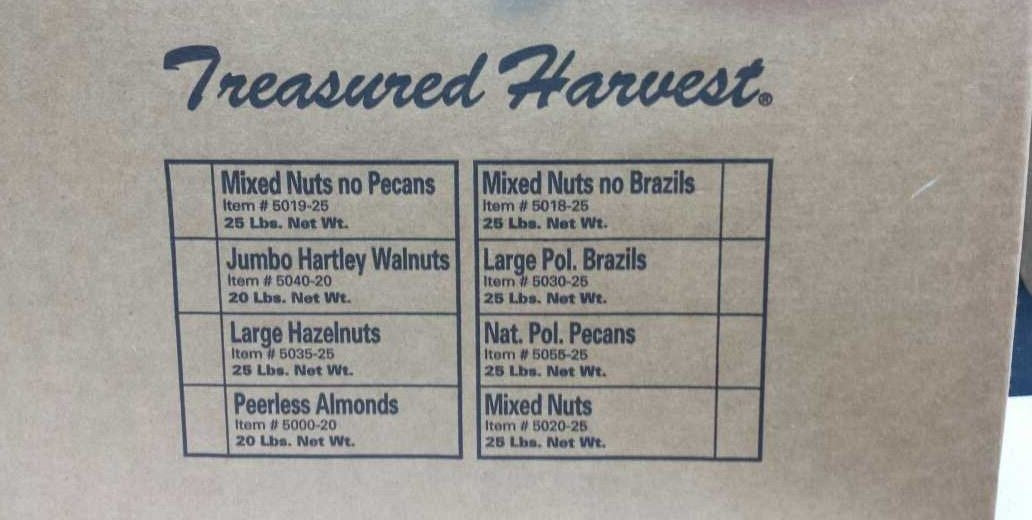 Treasured Harvest®
Mixed Nuts no Pecans
Item # 5019-25
25 Lbs. Net Wt.
Jumbo Hartley Walnuts
Item # 5040-20
20 Lbs. Net Wt.
Large Hazelnuts
Item # 5035-25
25 Lbs. Net Wt.
Peerless Almonds
Item # 5000-20
20 Lbs. Net Wt.
Mixed Nuts no Brazils
Item # 5018-25
25 Lbs. Net Wt.
Large Pol. Brazils
Item # 5030-25
25 Lbs. Net Wt.
Nat. Pol. Pecans
Item # 5055-25
25 Lbs. Net Wt.
Mixed Nuts
Item # 5020-25
25 Lbs. Net Wt.